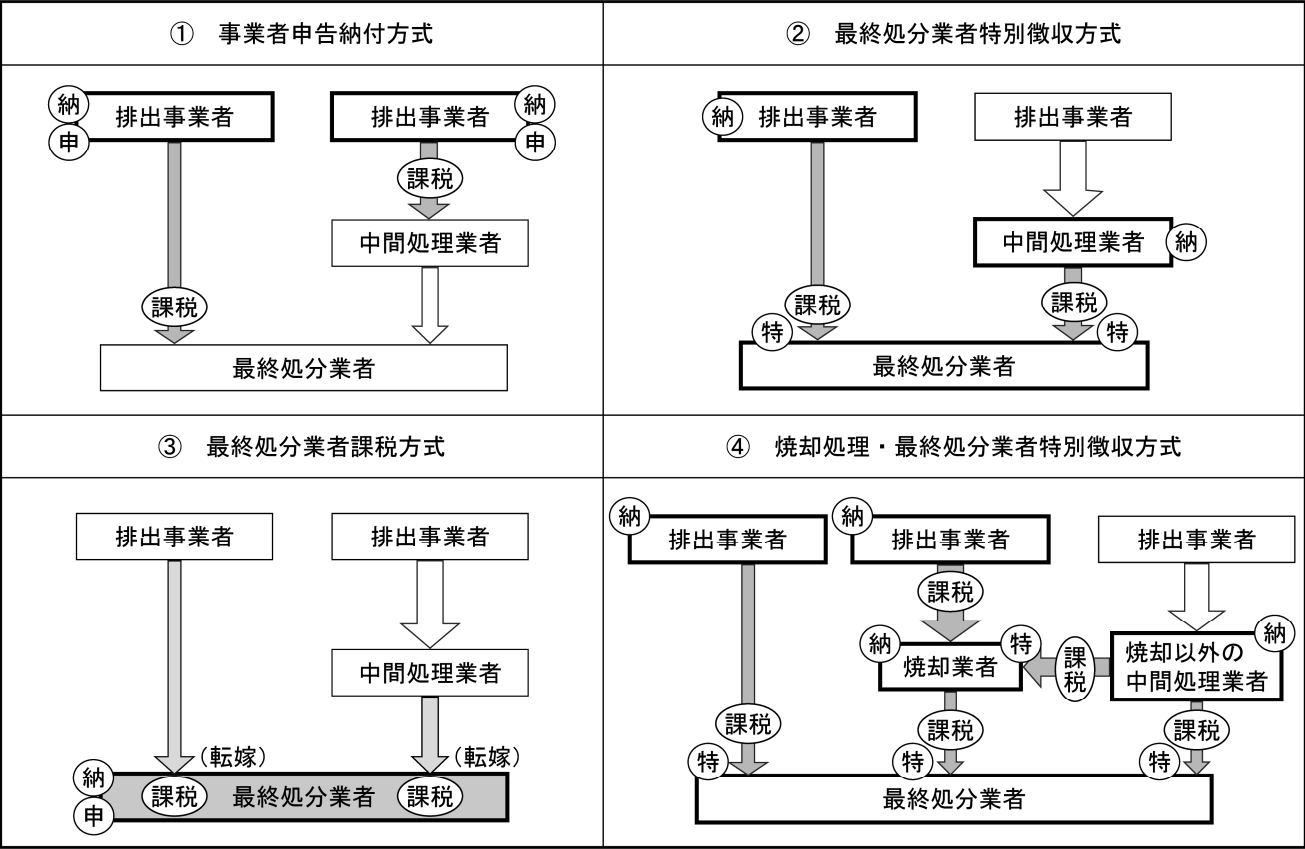 ① 事業者申告納付方式
納
排出事業者
申
排出事業者
納
申
課税
中間処理業者
課税
最終処分業者
② 最終処分業者特別徴収方式
納
排出事業者
排出事業者
中間処理業者
納
課税
課税
特
特
最終処分業者
③ 最終処分業者課税方式
排出事業者
排出事業者
中間処理業者
(転嫁)
(転嫁)
納
申
課税
最終処分業者
課税
④ 焼却処理・最終処分業者特別徴収方式
納
排出事業者
納
排出事業者
排出事業者
課税
納
焼却業者
特
課税
焼却以外の
中間処理業者
納
課税
課税
課税
特
特
特
最終処分業者